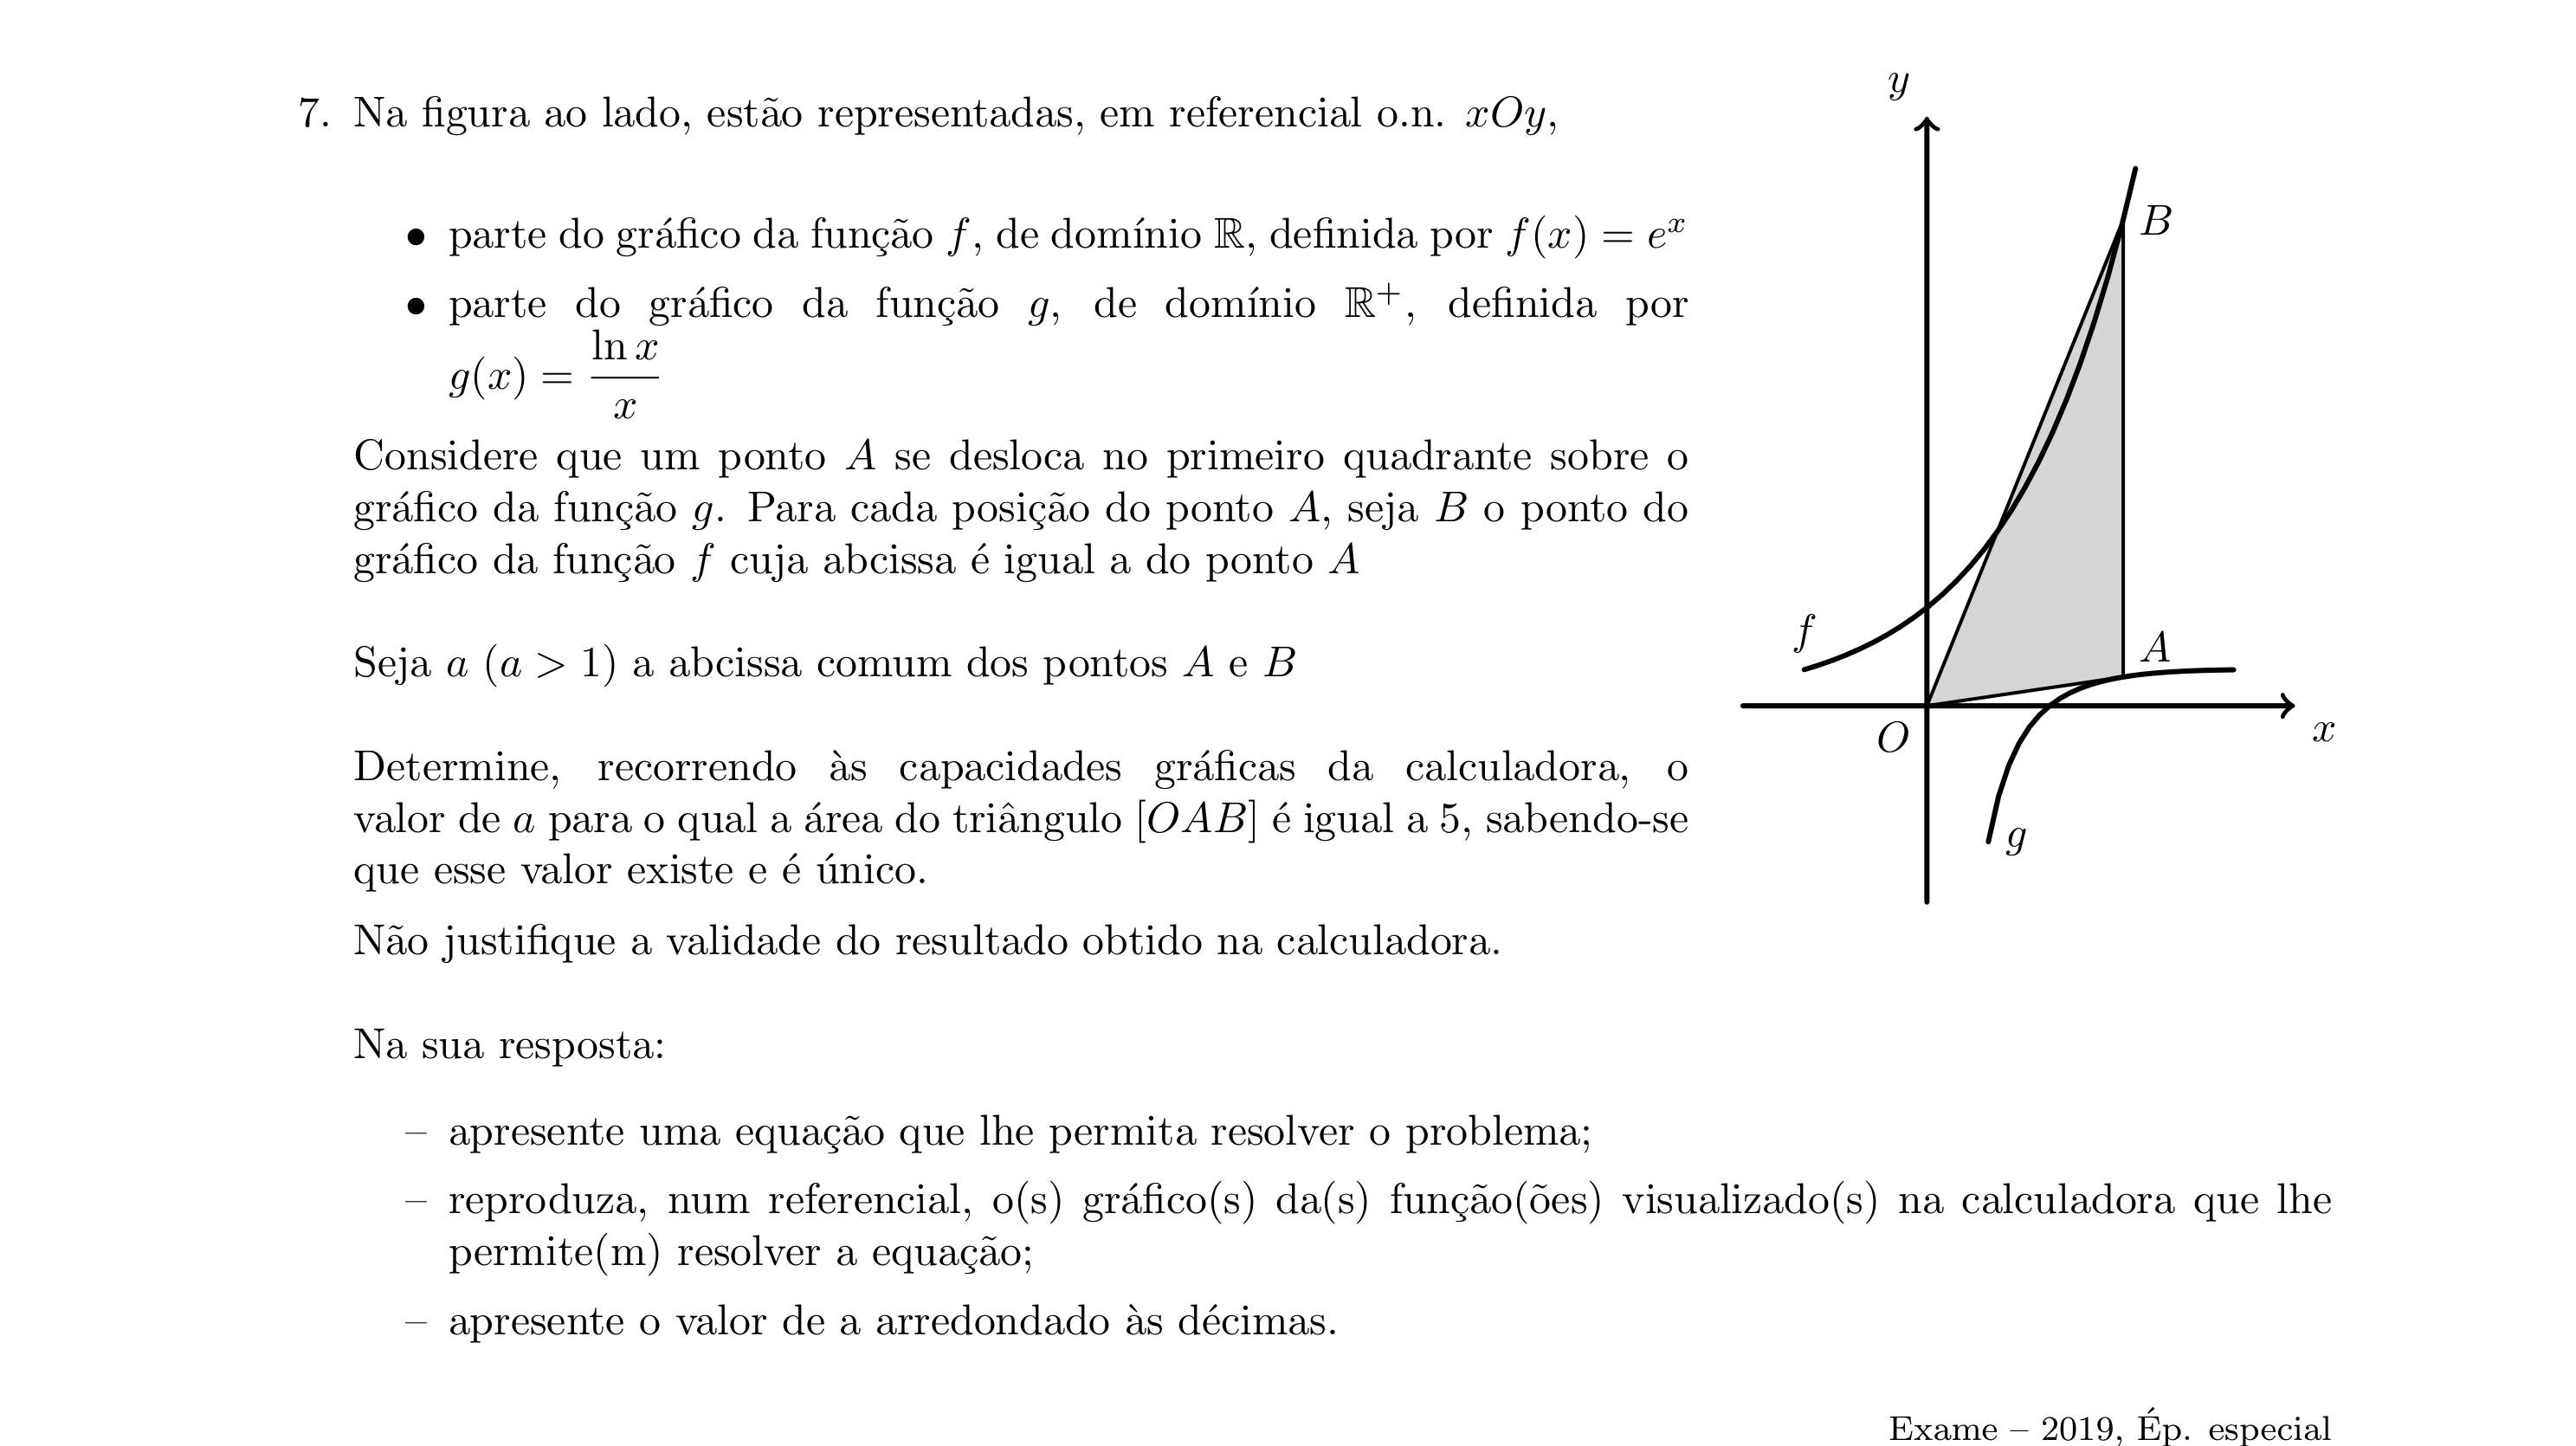 7. Na figura ao lado, estão representadas, em referencial o.n. xOy,
• parte do gráfico da função f, de domínio ℝ, definida por f(x) = eˣ
• parte do gráfico da função g, de domínio ℝ⁺, definida por
g(x) = ln x / x
Considere que um ponto A se desloca no primeiro quadrante sobre o
gráfico da função g. Para cada posição do ponto A, seja B o ponto do
gráfico da função f cuja abcissa é igual a do ponto A
Seja a (a > 1) a abcissa comum dos pontos A e B
Determine, recorrendo às capacidades gráficas da calculadora, o
valor de a para o qual a área do triângulo [OAB] é igual a 5, sabendo-se
que esse valor existe e é único.
Não justifique a validade do resultado obtido na calculadora.
Na sua resposta:
– apresente uma equação que lhe permita resolver o problema;
– reproduza, num referencial, o(s) gráfico(s) da(s) função(ões) visualizado(s) na calculadora que lhe
permite(m) resolver a equação;
– apresente o valor de a arredondado às décimas.
y
B
f
A
O
x
g
Exame – 2019, Ép. especial